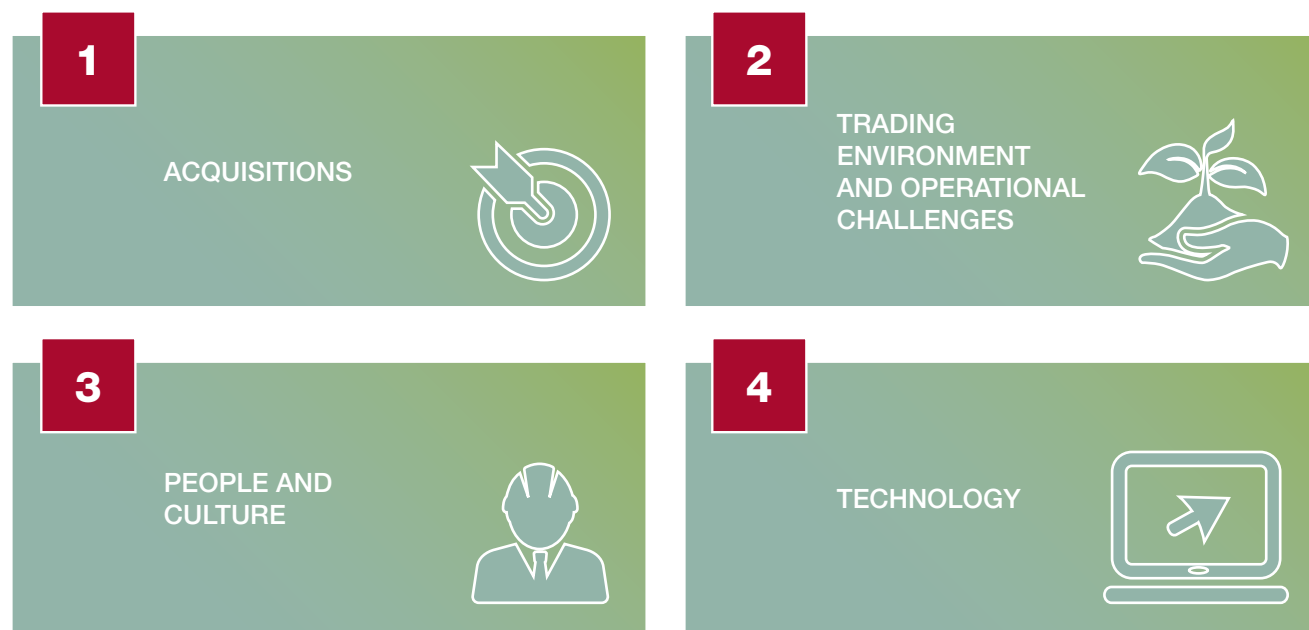 1
ACQUISITIONS
2
TRADING
ENVIRONMENT
AND OPERATIONAL
CHALLENGES
3
PEOPLE AND
CULTURE
4
TECHNOLOGY